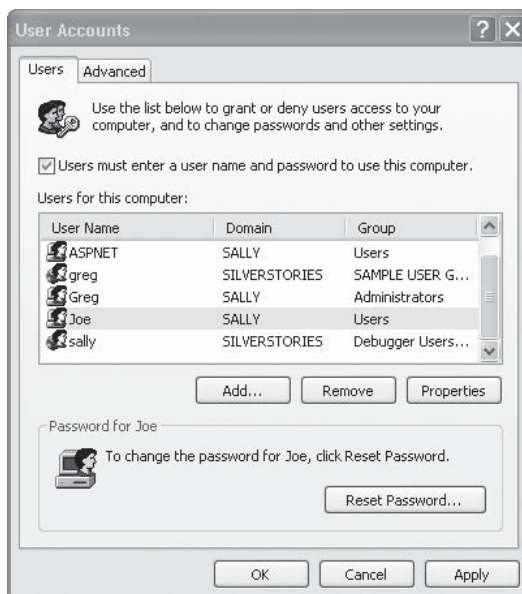 User Accounts
Users
Advanced
Use the list below to grant or deny users access to your
computer, and to change passwords and other settings.
Users must enter a user name and password to use this computer.
Users for this computer:
User Name Domain Group
ASPNET SALLY Users
greg SILVERSTORIES SAMPLE USER G...
Greg SALLY Administrators
Joe SALLY Users
sally SILVERSTORIES Debugger Users...
Add... Remove Properties
Password for Joe
To change the password for Joe, click Reset Password.
Reset Password...
OK Cancel Apply